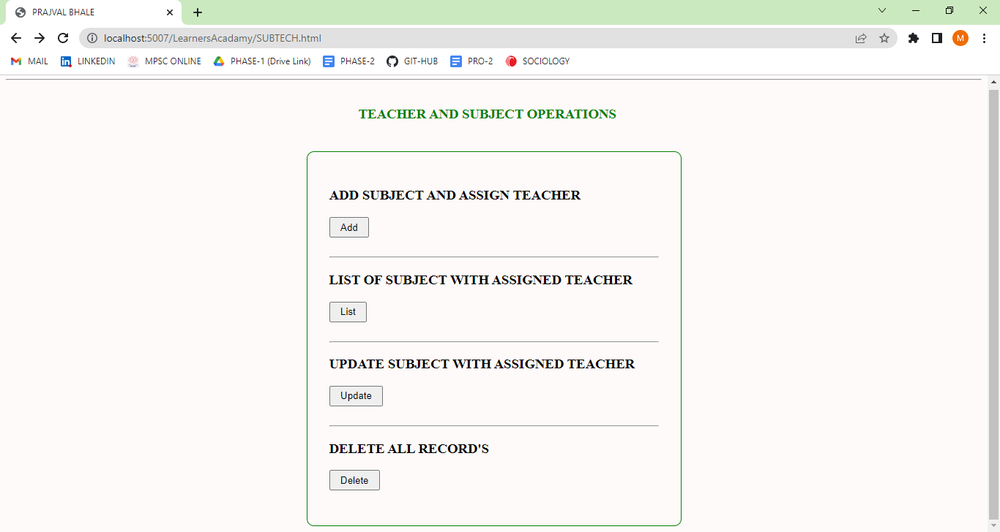 PRAJVAL BHALE
localhost:5007/LearnersAcadamy/SUBTECH.html
M
MAIL LINKEDIN MPSC ONLINE PHASE-1 (Drive Link) PHASE-2 GIT-HUB PRO-2 SOCIOLOGY
TEACHER AND SUBJECT OPERATIONS
ADD SUBJECT AND ASSIGN TEACHER
Add
LIST OF SUBJECT WITH ASSIGNED TEACHER
List
UPDATE SUBJECT WITH ASSIGNED TEACHER
Update
DELETE ALL RECORD'S
Delete